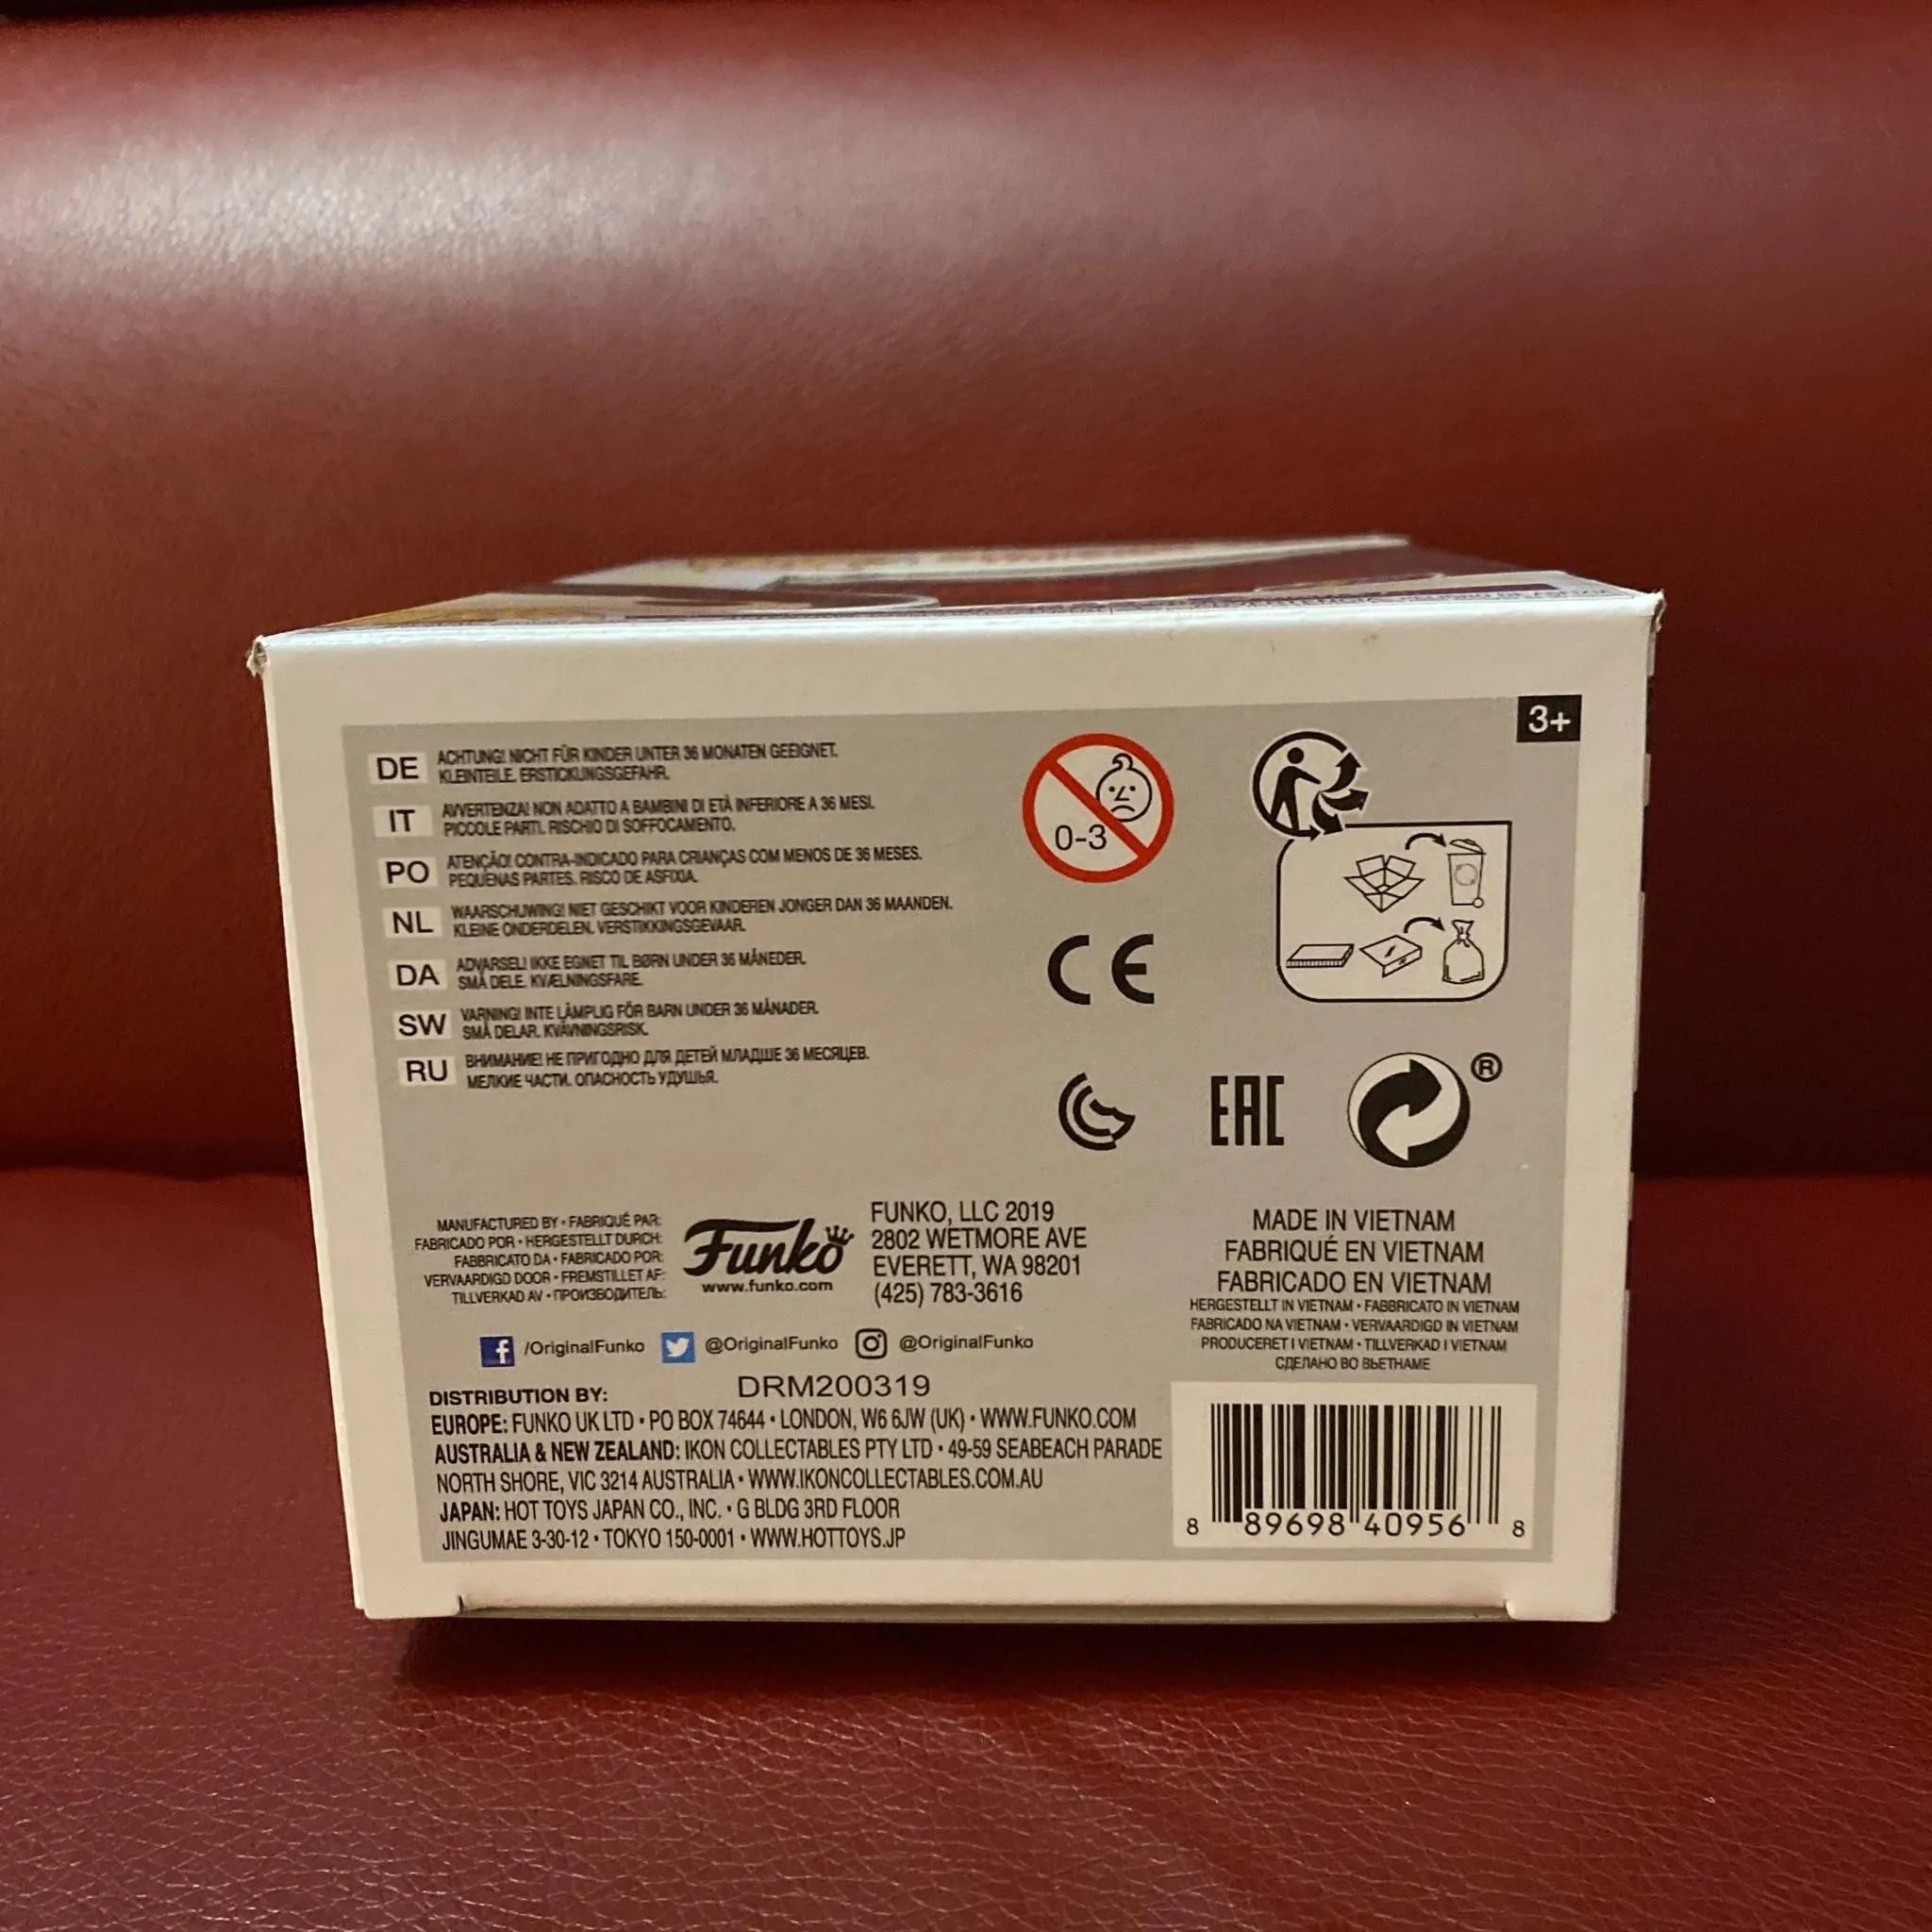 3+
DE ACHTUNG! NICHT FÜR KINDER UNTER 36 MONATEN GEEIGNET.
KLEINTEILE. ERSTICKUNGSGEFAHR.
IT AVVERTENZA! NON ADATTO A BAMBINI DI ETÀ INFERIORE A 36 MESI.
PICCOLE PARTI. RISCHIO DI SOFFOCAMENTO.
PO ATENÇÃO! CONTRA-INDICADO PARA CRIANÇAS COM MENOS DE 36 MESES.
PEQUENAS PARTES. RISCO DE ASFIXIA.
NL WAARSCHUWING! NIET GESCHIKT VOOR KINDEREN JONGER DAN 36 MAANDEN.
KLEINE ONDERDELEN. VERSTIKKINGSGEVAAR.
DA ADVARSEL! IKKE EGNET TIL BØRN UNDER 36 MÅNEDER.
SMÅ DELE. KVÆLNINGSFARE.
SW VARNING! INTE LÄMPLIG FÖR BARN UNDER 36 MÅNADER.
SMÅ DELAR. KVÄVNINGSRISK.
RU ВНИМАНИЕ! НЕ ПРИГОДНО ДЛЯ ДЕТЕЙ МЛАДШЕ 36 МЕСЯЦЕВ.
МЕЛКИЕ ЧАСТИ. ОПАСНОСТЬ УДУШЬЯ.
0-3
CE
EAC
®
MANUFACTURED BY • FABRIQUÉ PAR:
FABRICADO POR • HERGESTELLT DURCH:
FABBRICATO DA • FABRICADO POR:
VERVAARDIGD DOOR • FREMSTILLET AF:
TILLVERKAD AV • ПРОИЗВОДИТЕЛЬ:
Funko
www.funko.com
FUNKO, LLC 2019
2802 WETMORE AVE
EVERETT, WA 98201
(425) 783-3616
MADE IN VIETNAM
FABRIQUÉ EN VIETNAM
FABRICADO EN VIETNAM
HERGESTELLT IN VIETNAM • FABBRICATO IN VIETNAM
FABRICADO NA VIETNAM • VERVAARDIGD IN VIETNAM
PRODUCERET I VIETNAM • TILLVERKAD I VIETNAM
СДЕЛАНО ВО ВЬЕТНАМЕ
/OriginalFunko @OriginalFunko @OriginalFunko
DISTRIBUTION BY: DRM200319
EUROPE: FUNKO UK LTD • PO BOX 74644 • LONDON, W6 6JW (UK) • WWW.FUNKO.COM
AUSTRALIA & NEW ZEALAND: IKON COLLECTABLES PTY LTD • 49-59 SEABEACH PARADE
NORTH SHORE, VIC 3214 AUSTRALIA • WWW.IKONCOLLECTABLES.COM.AU
JAPAN: HOT TOYS JAPAN CO., INC. • G BLDG 3RD FLOOR
JINGUMAE 3-30-12 • TOKYO 150-0001 • WWW.HOTTOYS.JP
8 89698 40956 8